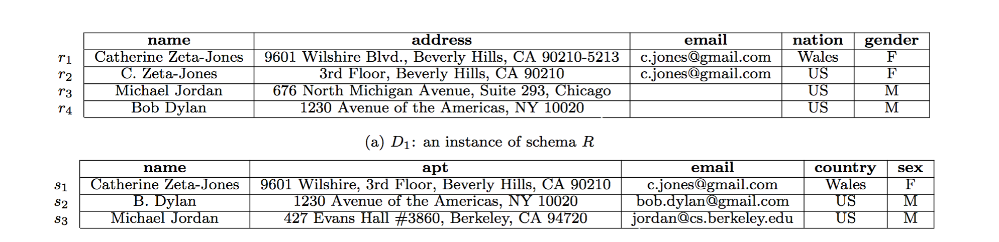 name address email nation gender
r1 Catherine Zeta-Jones 9601 Wilshire Blvd., Beverly Hills, CA 90210-5213 c.jones@gmail.com Wales F
r2 C. Zeta-Jones 3rd Floor, Beverly Hills, CA 90210 c.jones@gmail.com US F
r3 Michael Jordan 676 North Michigan Avenue, Suite 293, Chicago US M
r4 Bob Dylan 1230 Avenue of the Americas, NY 10020 US M
(a) D1: an instance of schema R
name apt email country sex
s1 Catherine Zeta-Jones 9601 Wilshire, 3rd Floor, Beverly Hills, CA 90210 c.jones@gmail.com Wales F
s2 B. Dylan 1230 Avenue of the Americas, NY 10020 bob.dylan@gmail.com US M
s3 Michael Jordan 427 Evans Hall #3860, Berkeley, CA 94720 jordan@cs.berkeley.edu US M